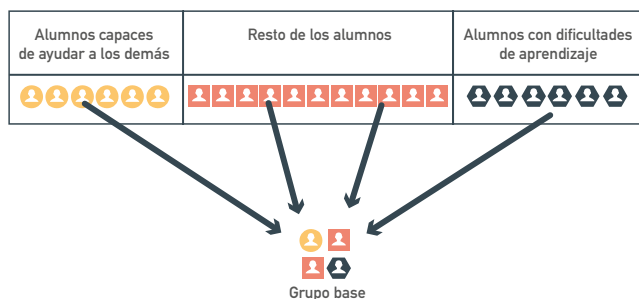 Alumnos capaces
de ayudar a los demás
Resto de los alumnos
Alumnos con dificultades
de aprendizaje
Grupo base